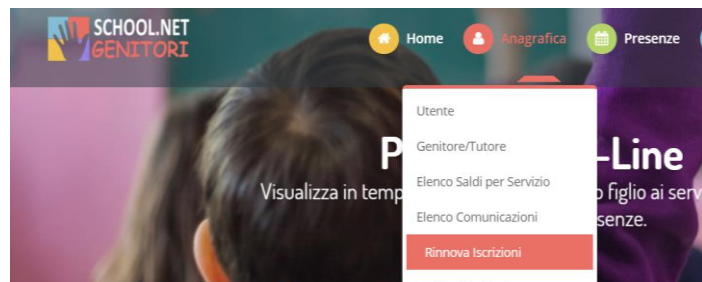 SCHOOL.NET
GENITORI
Home
Anagrafica
Presenze
Utente
Genitore/Tutore
Elenco Saldi per Servizio
Elenco Comunicazioni
Rinnova Iscrizioni
P
-Line
Visualizza in temp
figlio ai serv
senze.